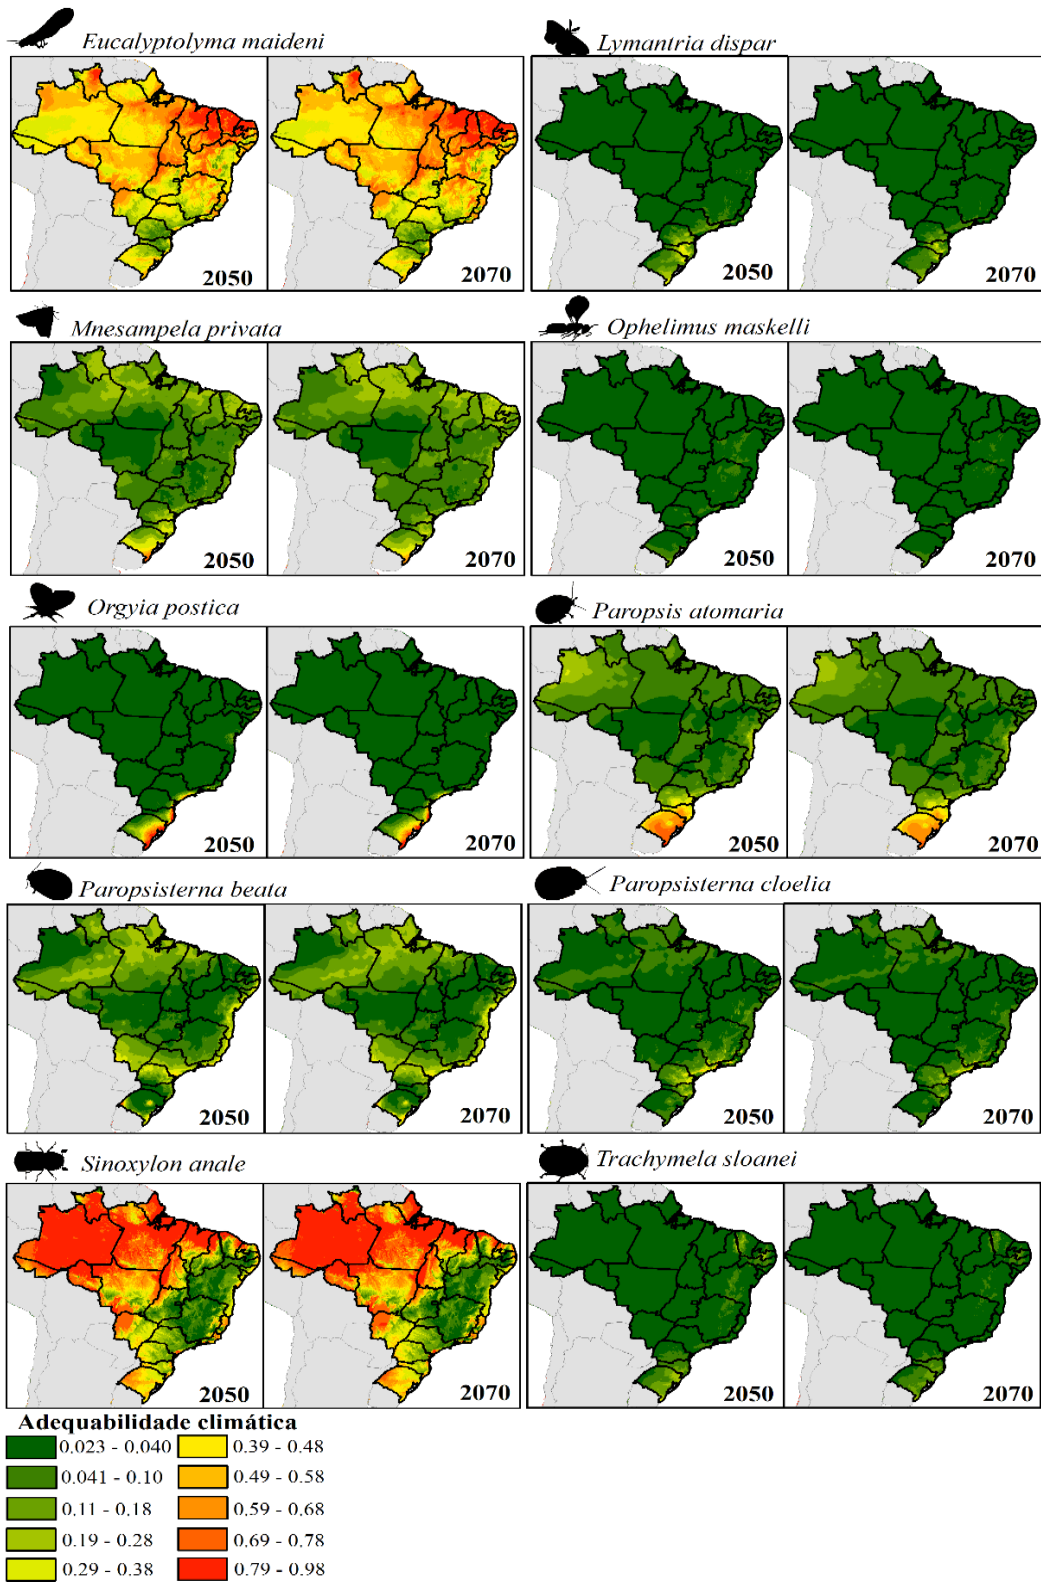 Eucalyptolyma maideni
Lymantria dispar
2050
2070
2050
2070
Mnesampela privata
Ophelimus maskelli
2050
2070
2050
2070
Orgyia postica
Paropsis atomaria
2050
2070
2050
2070
Paropsisterna beata
Paropsisterna cloelia
2050
2070
2050
2070
Sinoxylon anale
Trachymela sloanei
2050
2070
2050
2070
Adequabilidade climática
0.023 - 0.040
0.39 - 0.48
0.041 - 0.10
0.49 - 0.58
0.11 - 0.18
0.59 - 0.68
0.19 - 0.28
0.69 - 0.78
0.29 - 0.38
0.79 - 0.98